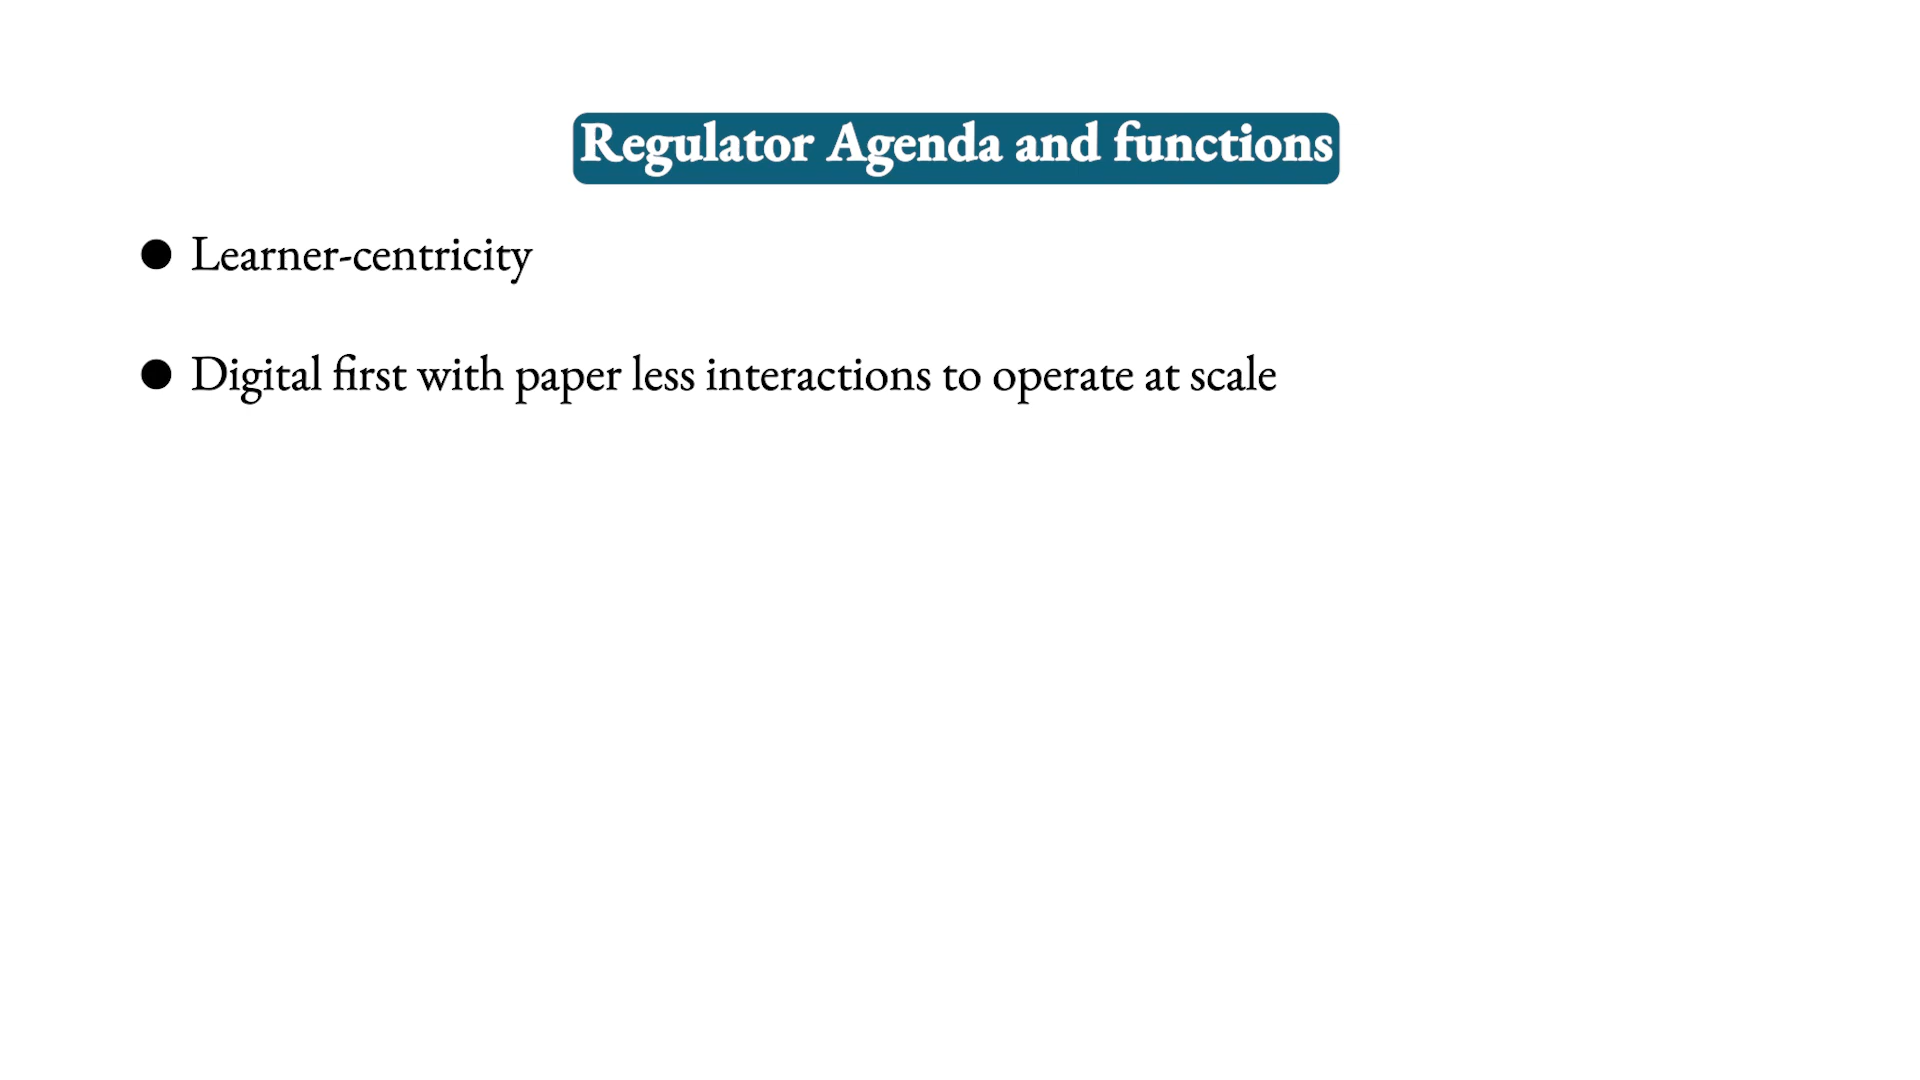 Regulator Agenda and functions
● Learner-centricity
● Digital first with paper less interactions to operate at scale